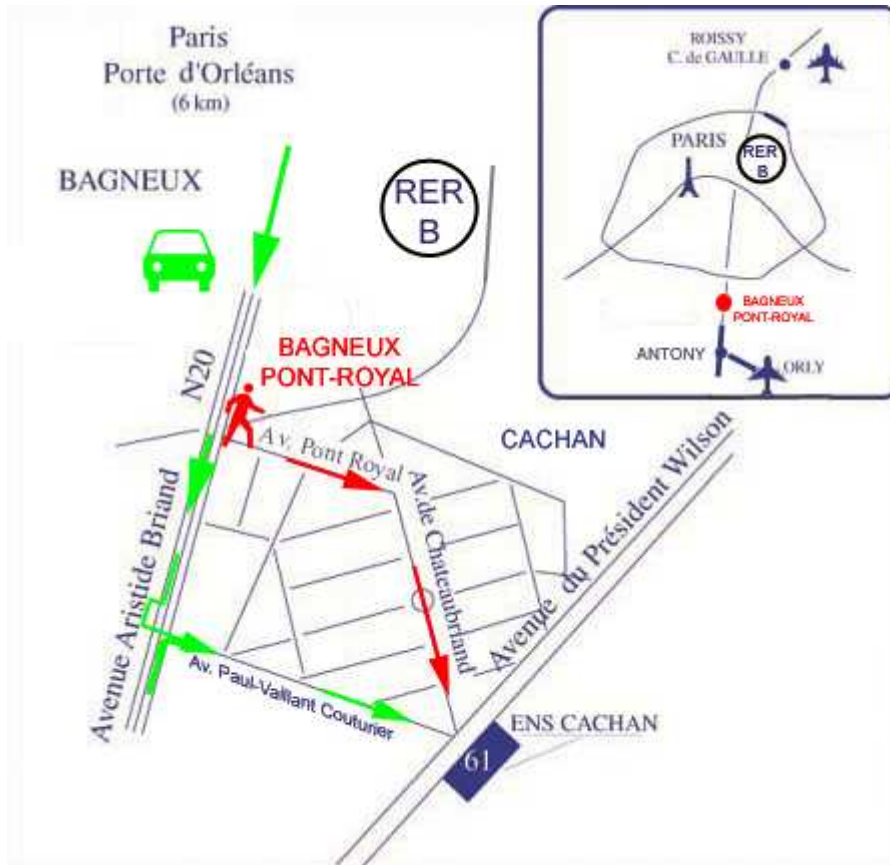 Paris
Porte d'Orléans
(6 km)
BAGNEUX
RER
B
N20
BAGNEUX
PONT-ROYAL
Av. Pont Royal
CACHAN
Av.de Chateaubriand
Avenue du Président Wilson
Avenue Aristide Briand
Av. Paul-Vaillant Couturier
ENS CACHAN
61
ROISSY
C. de GAULLE
PARIS
RER
B
BAGNEUX
PONT-ROYAL
ANTONY
ORLY